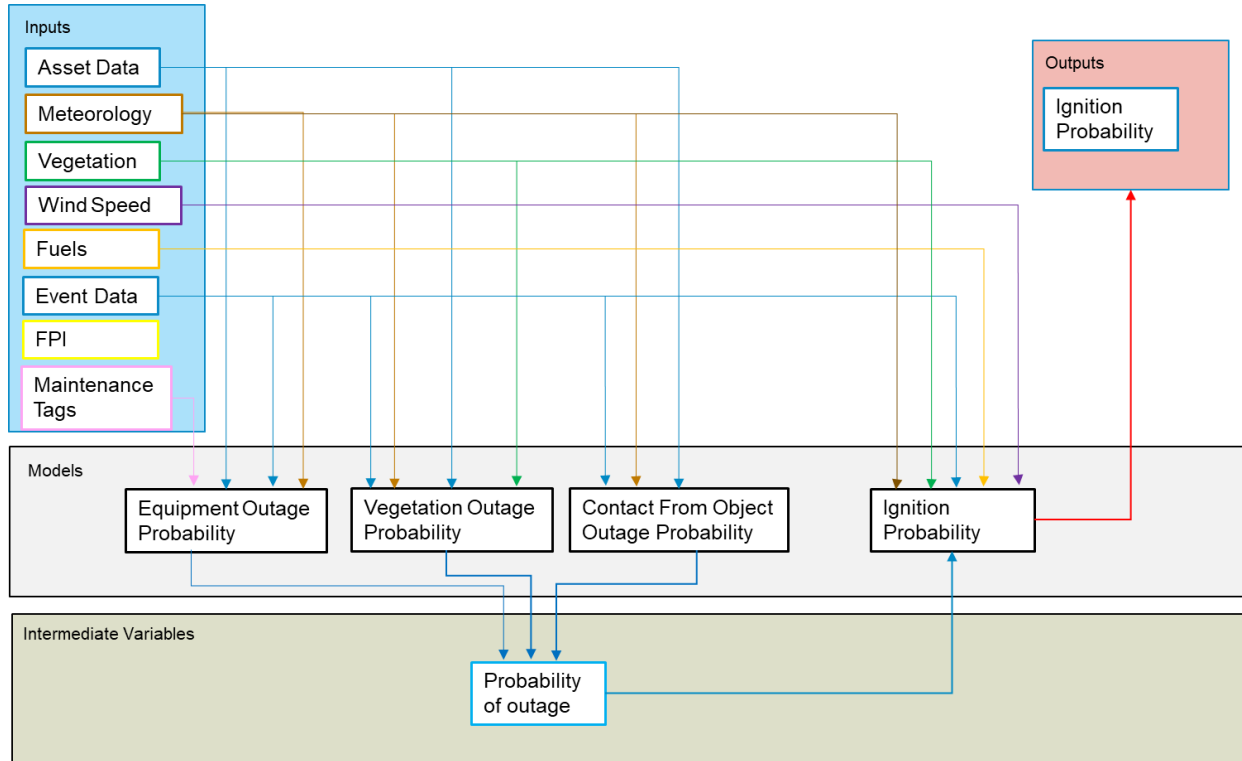 Inputs
Asset Data
Meteorology
Vegetation
Wind Speed
Fuels
Event Data
FPI
Maintenance
Tags
Outputs
Ignition
Probability
Models
Equipment Outage
Probability
Vegetation Outage
Probability
Contact From Object
Outage Probability
Ignition
Probability
Intermediate Variables
Probability
of outage